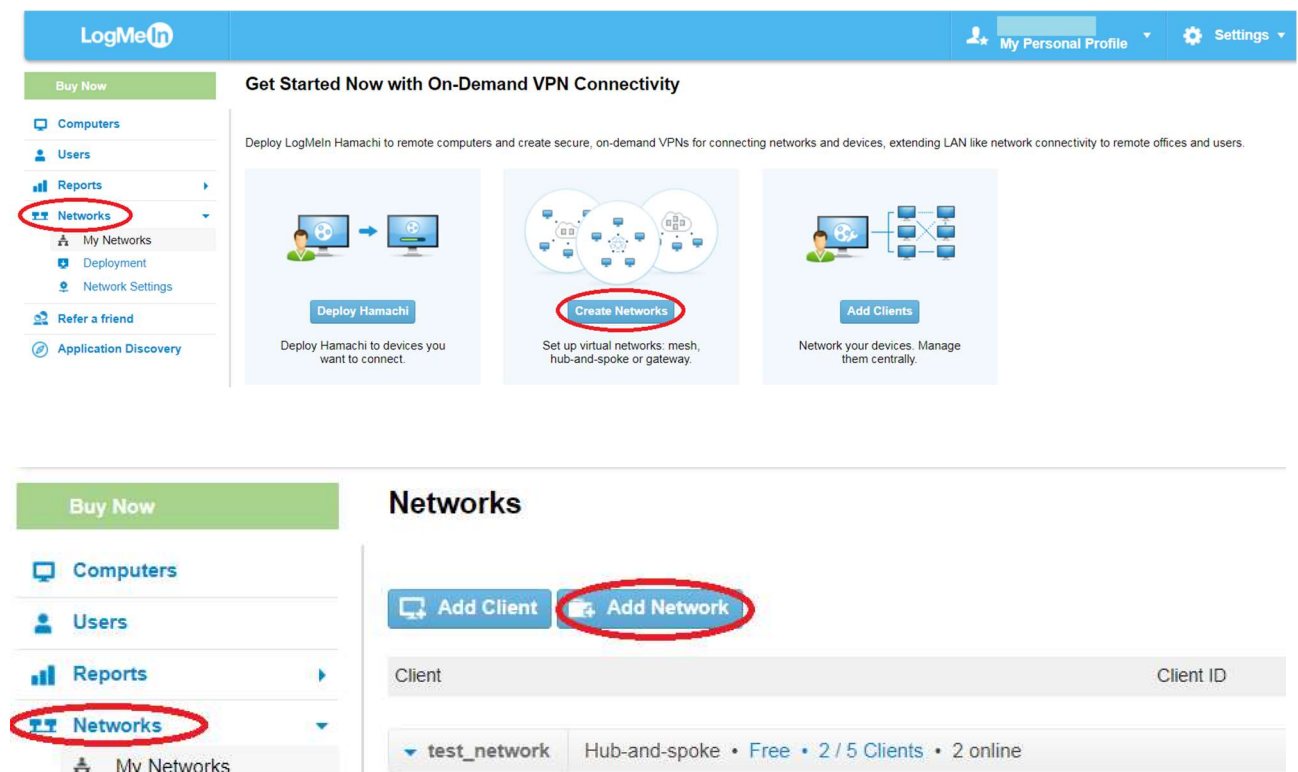 LogMeIn
My Personal Profile
Settings
Buy Now
Get Started Now with On-Demand VPN Connectivity
Computers
Users
Reports
Networks
My Networks
Deployment
Network Settings
Refer a friend
Application Discovery
Deploy LogMeIn Hamachi to remote computers and create secure, on-demand VPNs for connecting networks and devices, extending LAN like network connectivity to remote offices and users.
Deploy Hamachi
Deploy Hamachi to devices you
want to connect.
Create Networks
Set up virtual networks: mesh,
hub-and-spoke or gateway.
Add Clients
Network your devices. Manage
them centrally.
Buy Now
Networks
Computers
Users
Reports
Networks
My Networks
Add Client
Add Network
Client Client ID
test_network Hub-and-spoke • Free • 2 / 5 Clients • 2 online